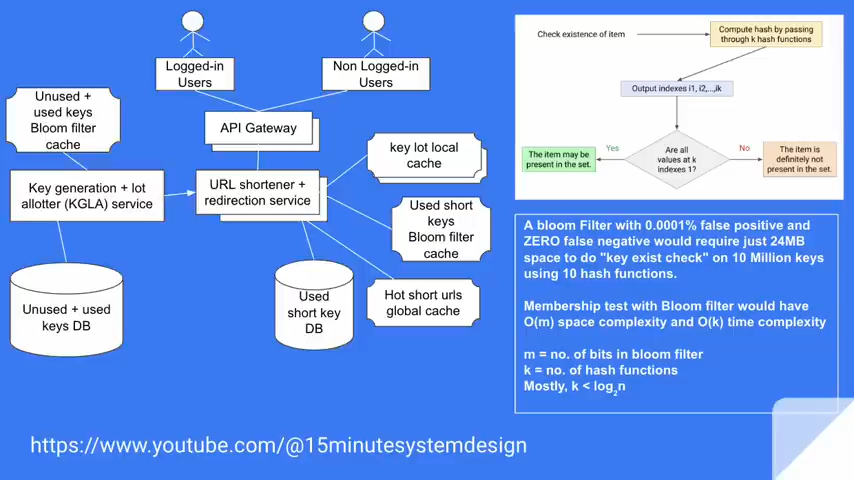 Logged-in
Users
Non Logged-in
Users
Unused +
used keys
Bloom filter
cache
API Gateway
key lot local
cache
Key generation + lot
allotter (KGLA) service
URL shortener +
redirection service
Used short
keys
Bloom filter
cache
Unused + used
keys DB
Used
short key
DB
Hot short urls
global cache
Check existence of item
Compute hash by passing
through k hash functions
Output indexes i1, i2,...,ik
Are all
values at k
indexes 1?
Yes
No
The item may be
present in the set.
The item is
definitely not
present in the set.
A bloom Filter with 0.0001% false positive and
ZERO false negative would require just 24MB
space to do "key exist check" on 10 Million keys
using 10 hash functions.
Membership test with Bloom filter would have
O(m) space complexity and O(k) time complexity
m = no. of bits in bloom filter
k = no. of hash functions
Mostly, k < log₂n
https://www.youtube.com/@15minutesystemdesign